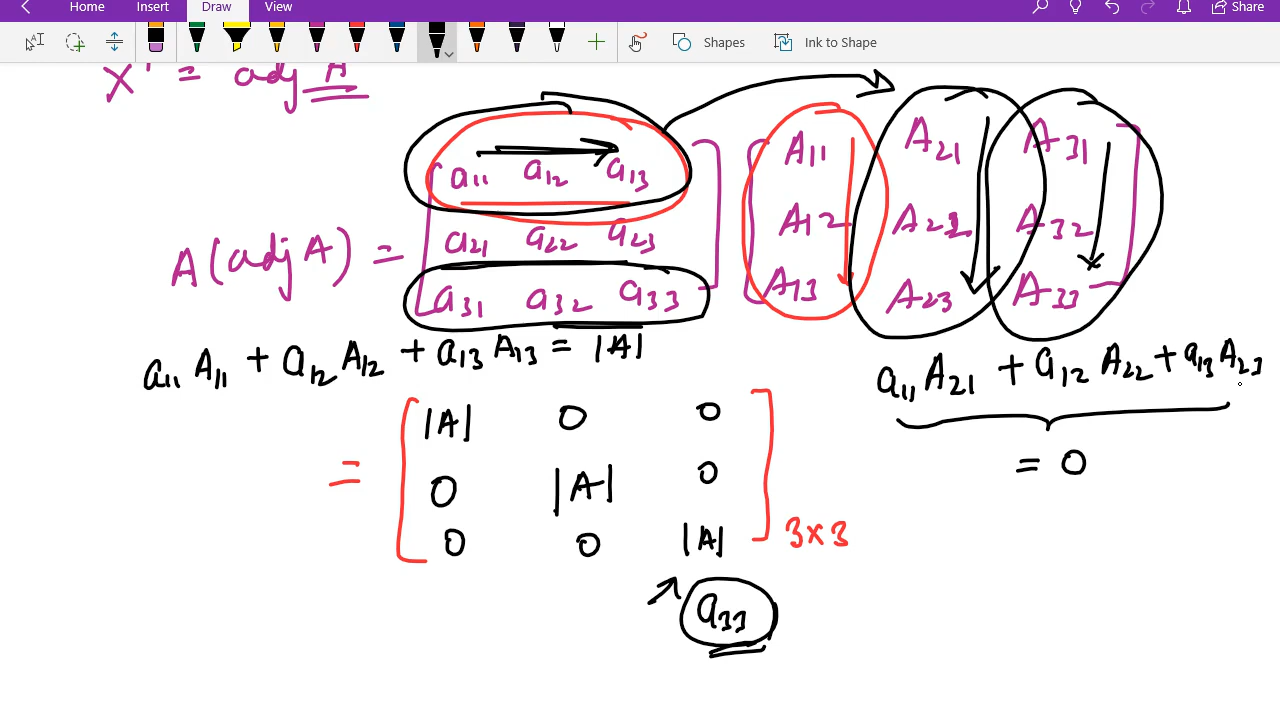 Home Insert Draw View Share
Shapes Ink to Shape
X' = adj A
A(adj A) = [a11 a12 a13] [A11 A21 A31]
[a21 a22 a23] [A12 A22 A32]
[a31 a32 a33] [A13 A23 A33]
a11 A11 + a12 A12 + a13 A13 = |A|
a11 A21 + a12 A22 + a13 A23
= 0
= [|A| 0 0]
[0 |A| 0]
[0 0 |A|] 3x3
a33